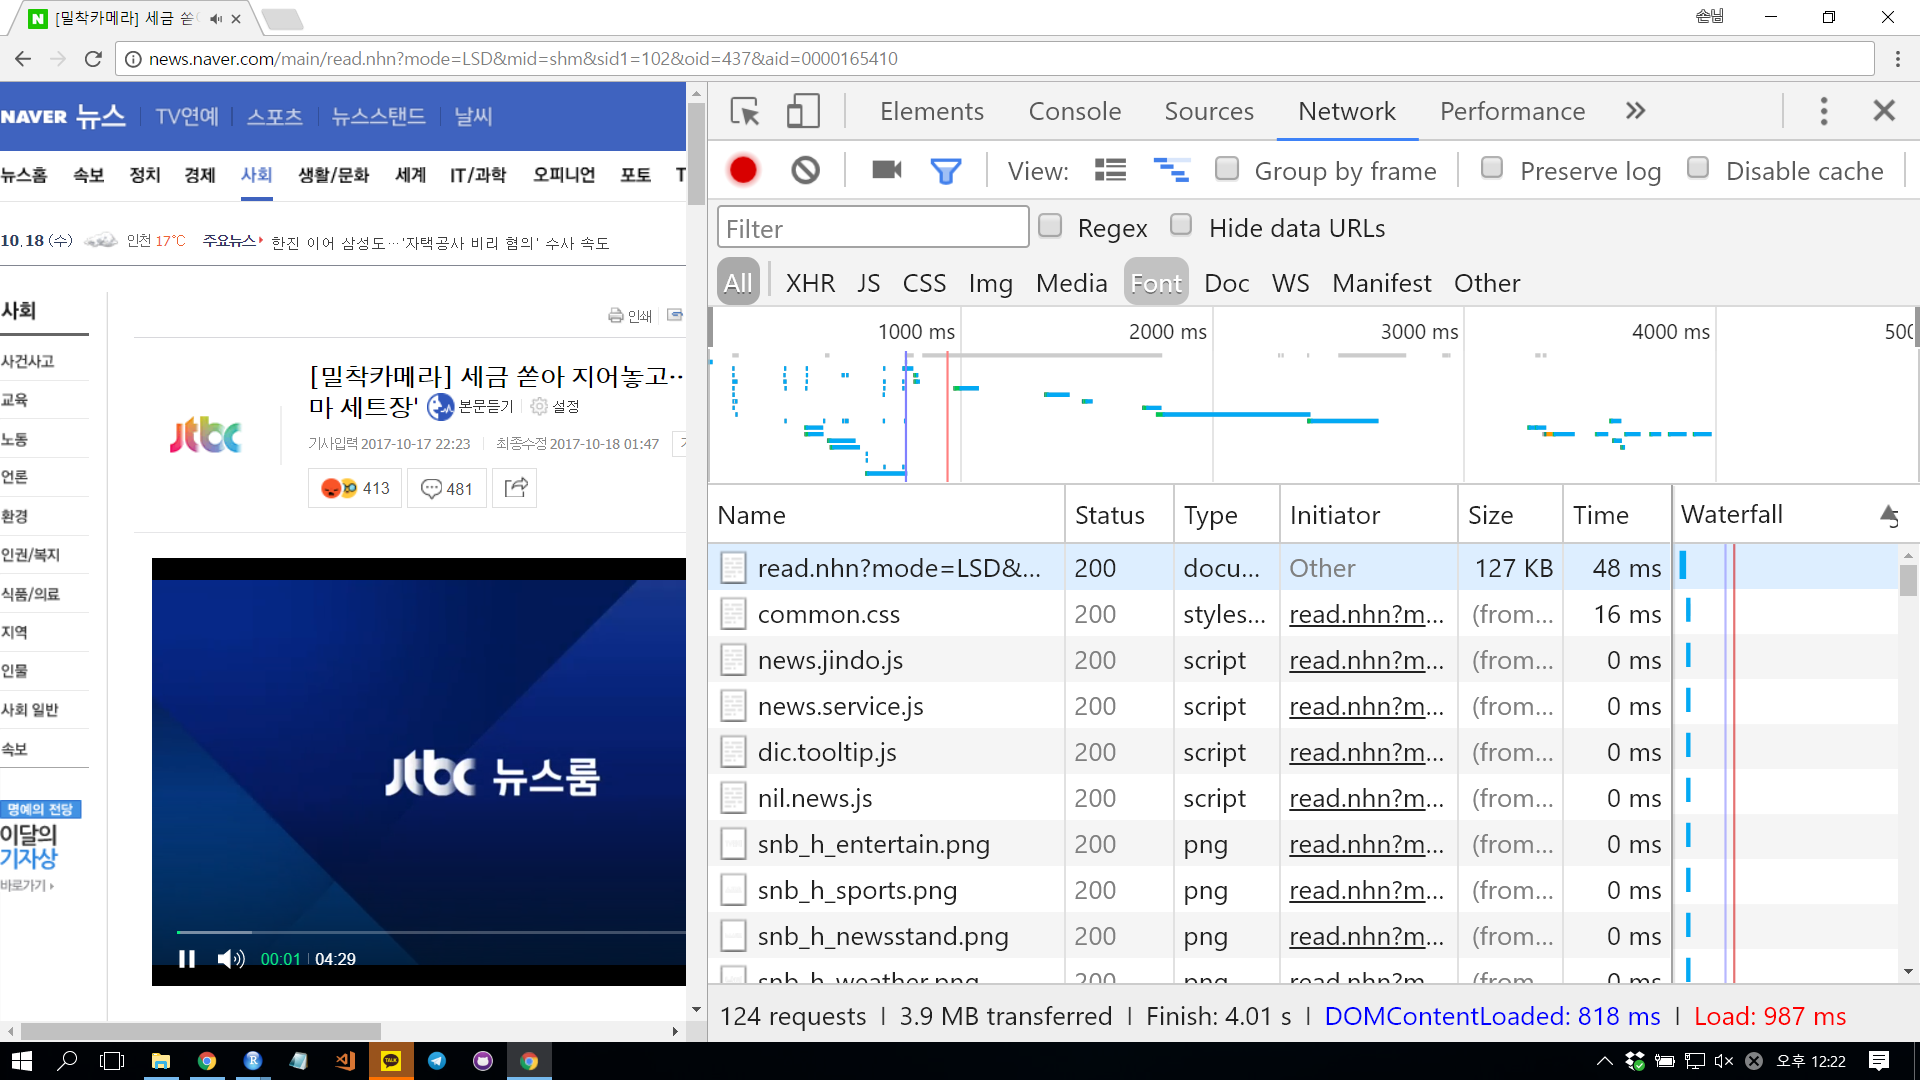 [밀착카메라] 세금 쏟
손님
news.naver.com/main/read.nhn?mode=LSD&mid=shm&sid1=102&oid=437&aid=0000165410
NAVER 뉴스 TV연예 스포츠 뉴스스탠드 날씨
뉴스홈 속보 정치 경제 사회 생활/문화 세계 IT/과학 오피니언 포토 T
10.18 (수) 인천 17℃ 주요뉴스 한진 이어 삼성도…'자택공사 비리 혐의' 수사 속도
사회
사건사고
교육
노동
언론
환경
인권/복지
식품/의료
지역
인물
사회 일반
속보
명예의 전당
이달의
기자상
바로가기
인쇄
jtbc
[밀착카메라] 세금 쏟아 지어놓고…
마 세트장' 본문듣기 설정
기사입력 2017-10-17 22:23 최종수정 2017-10-18 01:47
413 481
jtbc 뉴스룸
00:01 04:29
Elements Console Sources Network Performance
View: Group by frame Preserve log Disable cache
Filter Regex Hide data URLs
All XHR JS CSS Img Media Font Doc WS Manifest Other
1000 ms 2000 ms 3000 ms 4000 ms 500
Name Status Type Initiator Size Time Waterfall
read.nhn?mode=LSD&... 200 docu... Other 127 KB 48 ms
common.css 200 styles... read.nhn?m... (from... 16 ms
news.jindo.js 200 script read.nhn?m... (from... 0 ms
news.service.js 200 script read.nhn?m... (from... 0 ms
dic.tooltip.js 200 script read.nhn?m... (from... 0 ms
nil.news.js 200 script read.nhn?m... (from... 0 ms
snb_h_entertain.png 200 png read.nhn?m... (from... 0 ms
snb_h_sports.png 200 png read.nhn?m... (from... 0 ms
snb_h_newsstand.png 200 png read.nhn?m... (from... 0 ms
snb_h_weather.png 200 png read.nhn?m... (from... 0 ms
124 requests | 3.9 MB transferred | Finish: 4.01 s | DOMContentLoaded: 818 ms | Load: 987 ms
TALK
오후 12:22